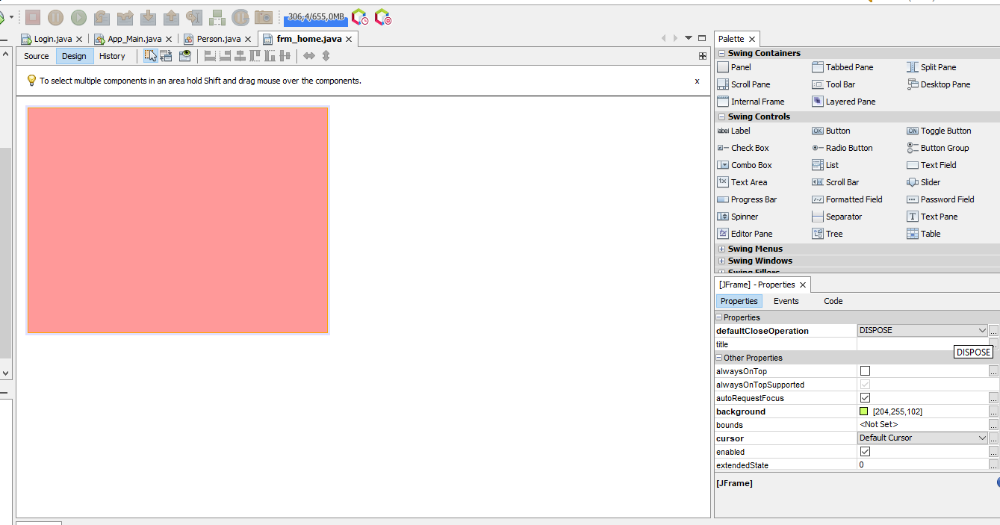 306,4/655,0MB
Login.java App_Main.java Person.java frm_home.java
Source Design History
To select multiple components in an area hold Shift and drag mouse over the components. x
Palette
Swing Containers
Panel Tabbed Pane Split Pane
Scroll Pane Tool Bar Desktop Pane
Internal Frame Layered Pane
Swing Controls
label Label OK Button ON Toggle Button
Check Box Radio Button Button Group
Combo Box List Text Field
tx Text Area Scroll Bar Slider
Progress Bar Formatted Field Password Field
Spinner Separator T Text Pane
Editor Pane Tree Table
Swing Menus
Swing Windows
Swing Fillers
[JFrame] - Properties
Properties Events Code
Properties
defaultCloseOperation DISPOSE ...
title ...
DISPOSE
Other Properties
alwaysOnTop ...
alwaysOnTopSupported
autoRequestFocus ...
background [204,255,102] ...
bounds <Not Set> ...
cursor Default Cursor ...
enabled ...
extendedState 0 ...
[JFrame]